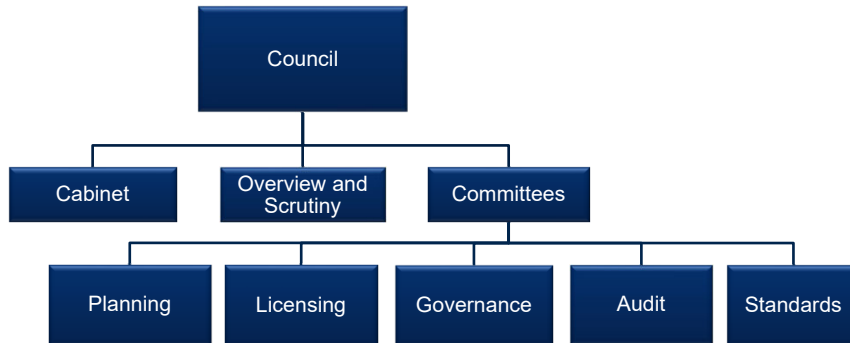 Council
Cabinet
Overview and
Scrutiny
Committees
Planning
Licensing
Governance
Audit
Standards